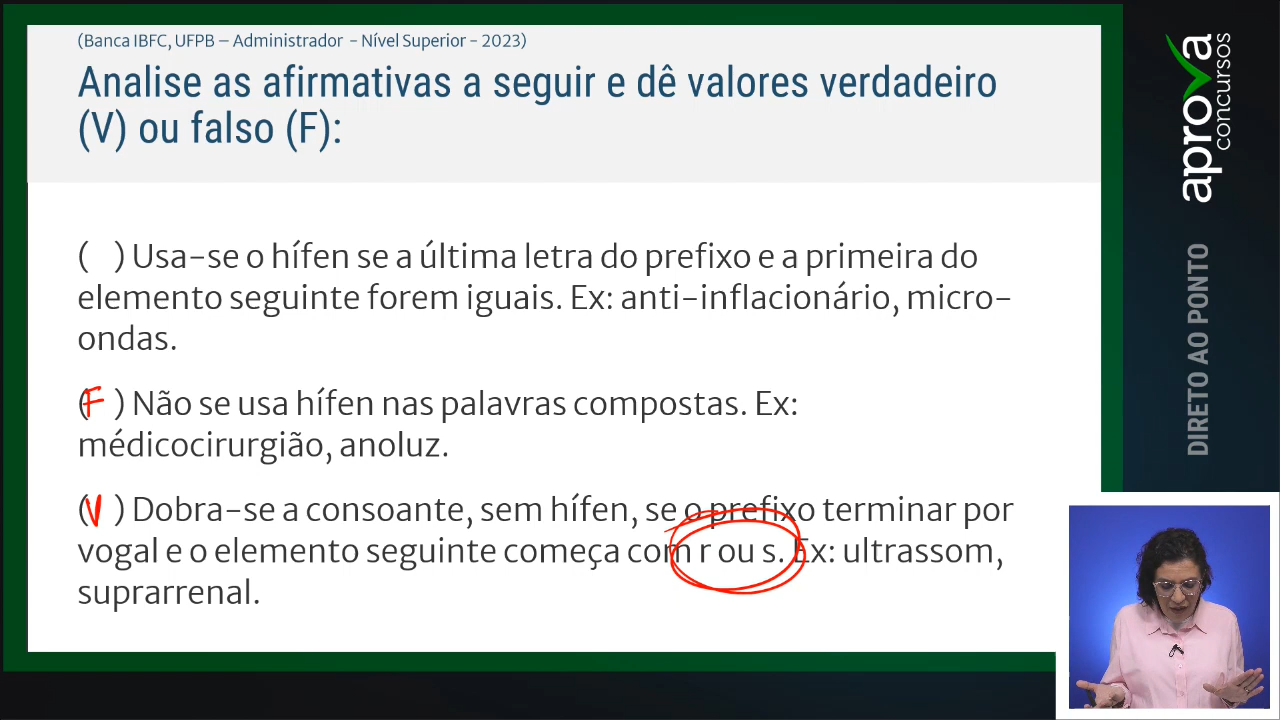 (Banca IBFC, UFPB – Administrador - Nível Superior - 2023)
Analise as afirmativas a seguir e dê valores verdadeiro
(V) ou falso (F):
( ) Usa-se o hífen se a última letra do prefixo e a primeira do
elemento seguinte forem iguais. Ex: anti-inflacionário, micro-
ondas.
(F ) Não se usa hífen nas palavras compostas. Ex:
médicocirurgião, anoluz.
(V ) Dobra-se a consoante, sem hífen, se o prefixo terminar por
vogal e o elemento seguinte começa com r ou s. Ex: ultrassom,
suprarrenal.
aprova
concursos
DIRETO AO PONTO